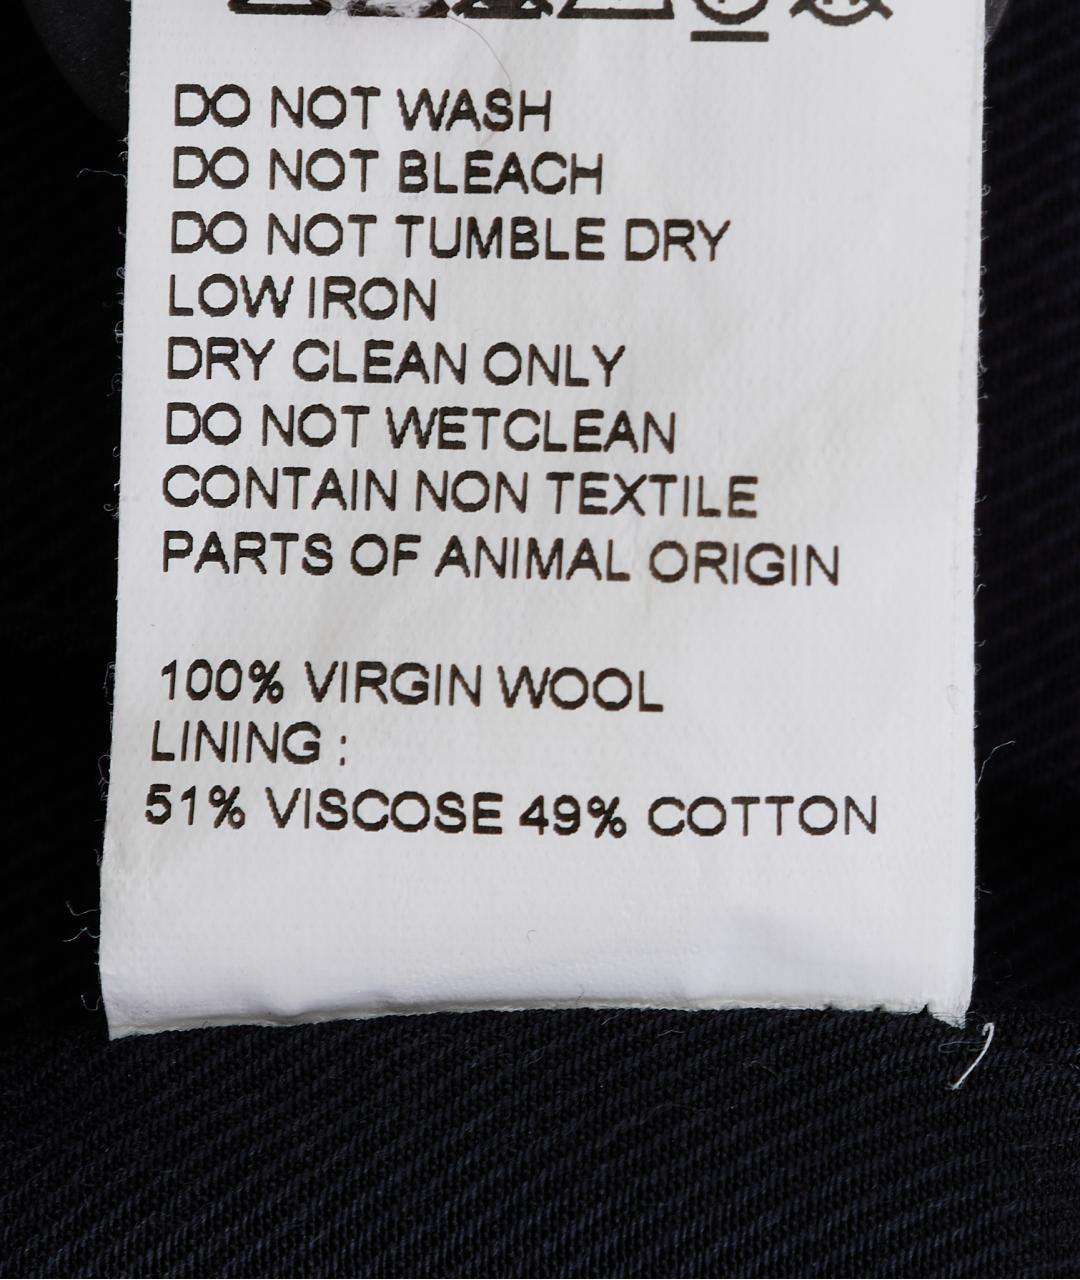 DO NOT WASH
DO NOT BLEACH
DO NOT TUMBLE DRY
LOW IRON
DRY CLEAN ONLY
DO NOT WETCLEAN
CONTAIN NON TEXTILE
PARTS OF ANIMAL ORIGIN
100% VIRGIN WOOL
LINING :
51% VISCOSE 49% COTTON